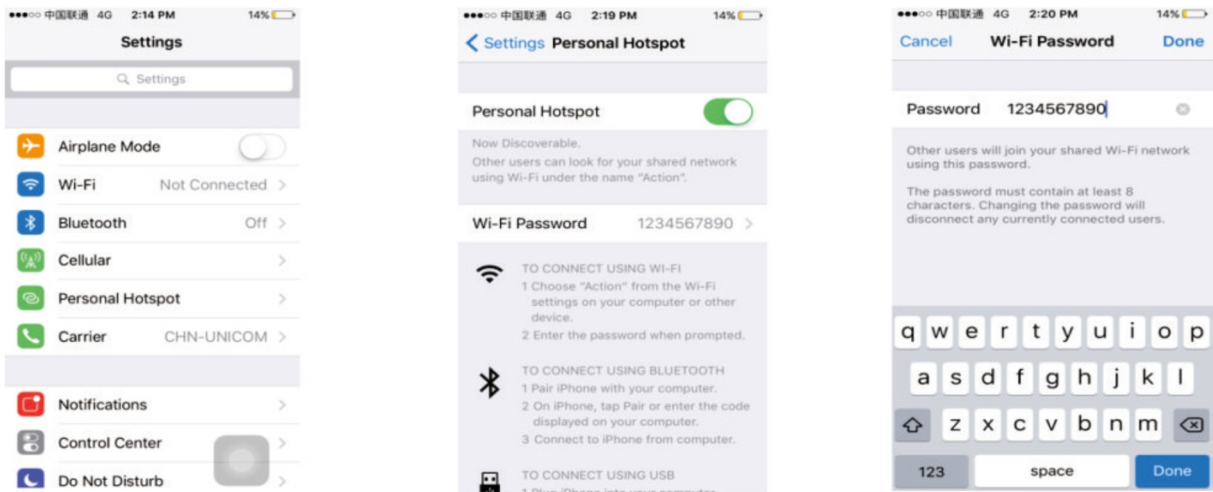 中国联通 4G 2:14 PM 14%
Settings
Settings
Airplane Mode
Wi-Fi Not Connected
Bluetooth Off
Cellular
Personal Hotspot
Carrier CHN-UNICOM
Notifications
Control Center
Do Not Disturb
中国联通 4G 2:19 PM 14%
Settings Personal Hotspot
Personal Hotspot
Now Discoverable.
Other users can look for your shared network
using Wi-Fi under the name "Action".
Wi-Fi Password 1234567890
TO CONNECT USING WI-FI
1 Choose "Action" from the Wi-Fi
settings on your computer or other
device.
2 Enter the password when prompted.
TO CONNECT USING BLUETOOTH
1 Pair iPhone with your computer.
2 On iPhone, tap Pair or enter the code
displayed on your computer.
3 Connect to iPhone from computer.
TO CONNECT USING USB
1 Plug iPhone into your computer.
中国联通 4G 2:20 PM 14%
Cancel Wi-Fi Password Done
Password 1234567890
Other users will join your shared Wi-Fi network
using this password.
The password must contain at least 8
characters. Changing the password will
disconnect any currently connected users.
q w e r t y u i o p
a s d f g h j k l
z x c v b n m
123 space Done